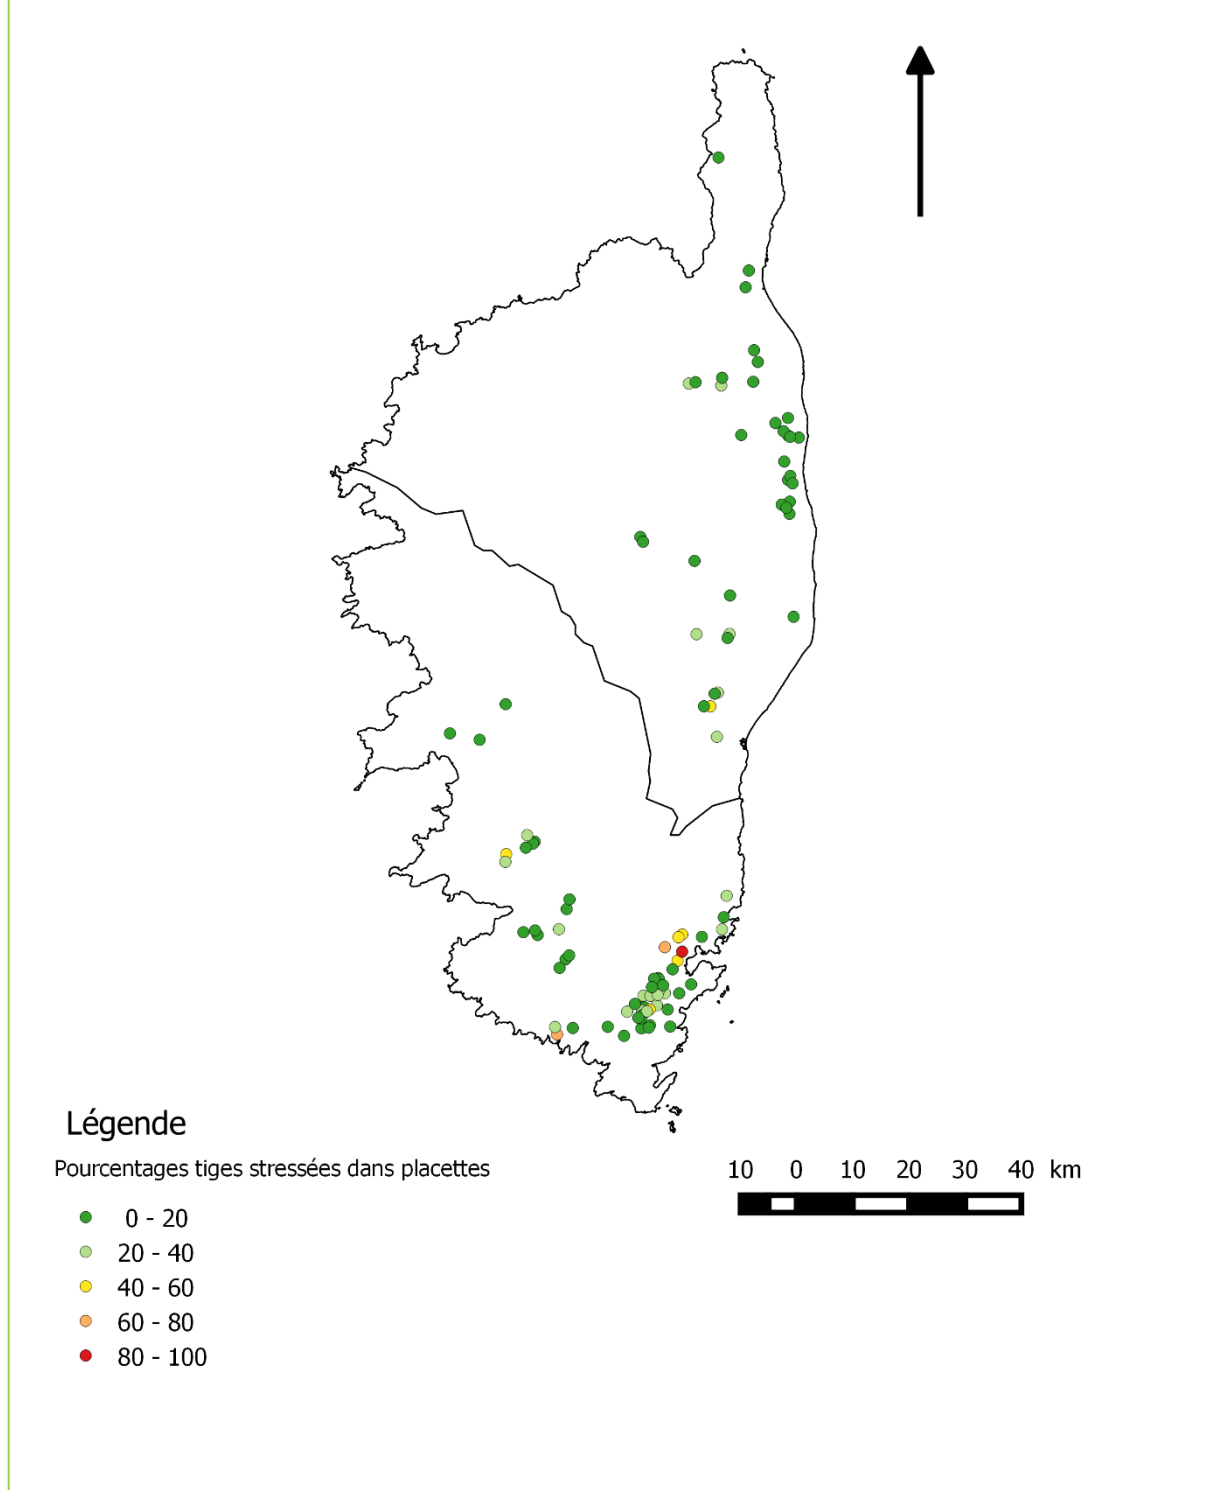 Légende
Pourcentages tiges stressées dans placettes
0 - 20
20 - 40
40 - 60
60 - 80
80 - 100
10 0 10 20 30 40 km